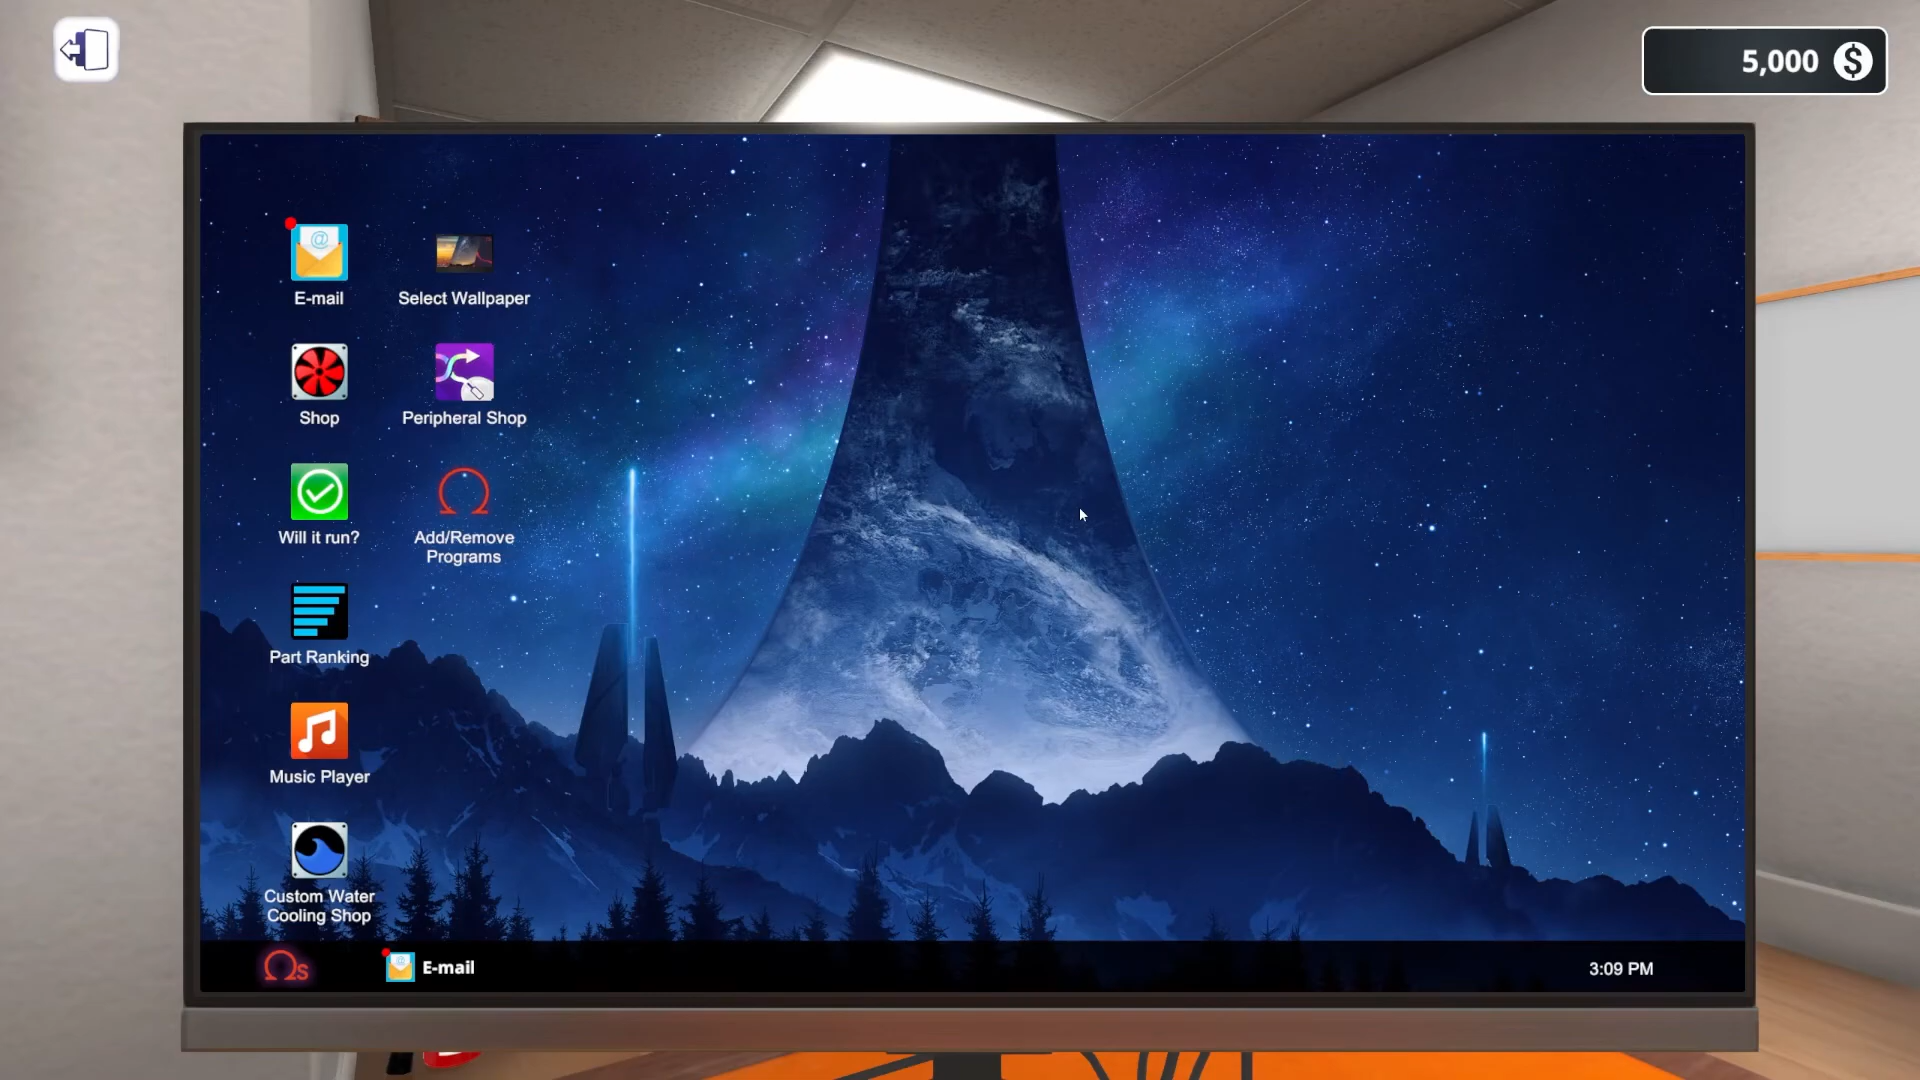 5,000 $
E-mail
Select Wallpaper
Shop
Peripheral Shop
Will it run?
Add/Remove
Programs
Part Ranking
Music Player
Custom Water
Cooling Shop
Ωs
E-mail
3:09 PM